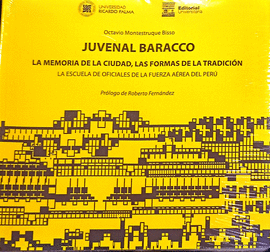 UNIVERSIDAD
RICARDO PALMA
Editorial
Universitaria
Octavio Montestruque Bisso
JUVENAL BARACCO
LA MEMORIA DE LA CIUDAD, LAS FORMAS DE LA TRADICIÓN
LA ESCUELA DE OFICIALES DE LA FUERZA AÉREA DEL PERÚ
Prólogo de Roberto Fernández